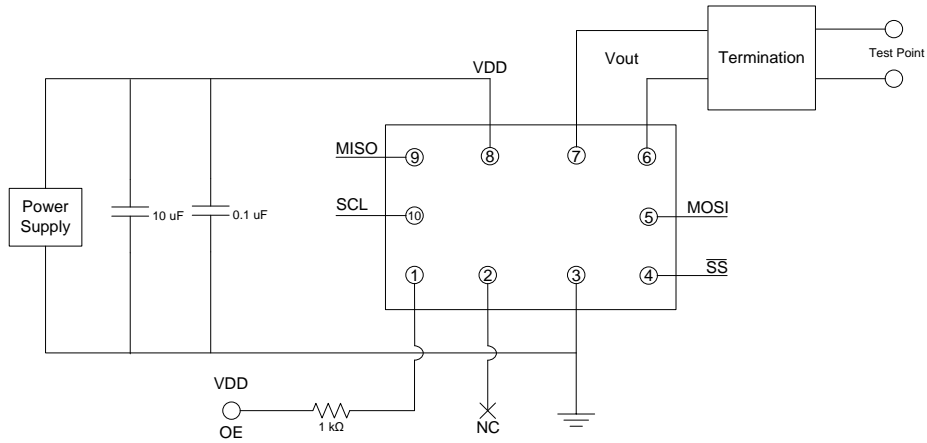 Vout
Termination
Test Point
VDD
MISO
9
8
7
6
Power
Supply
10 uF
0.1 uF
SCL
10
5
MOSI
1
2
3
4
SS
VDD
OE
1 kΩ
NC